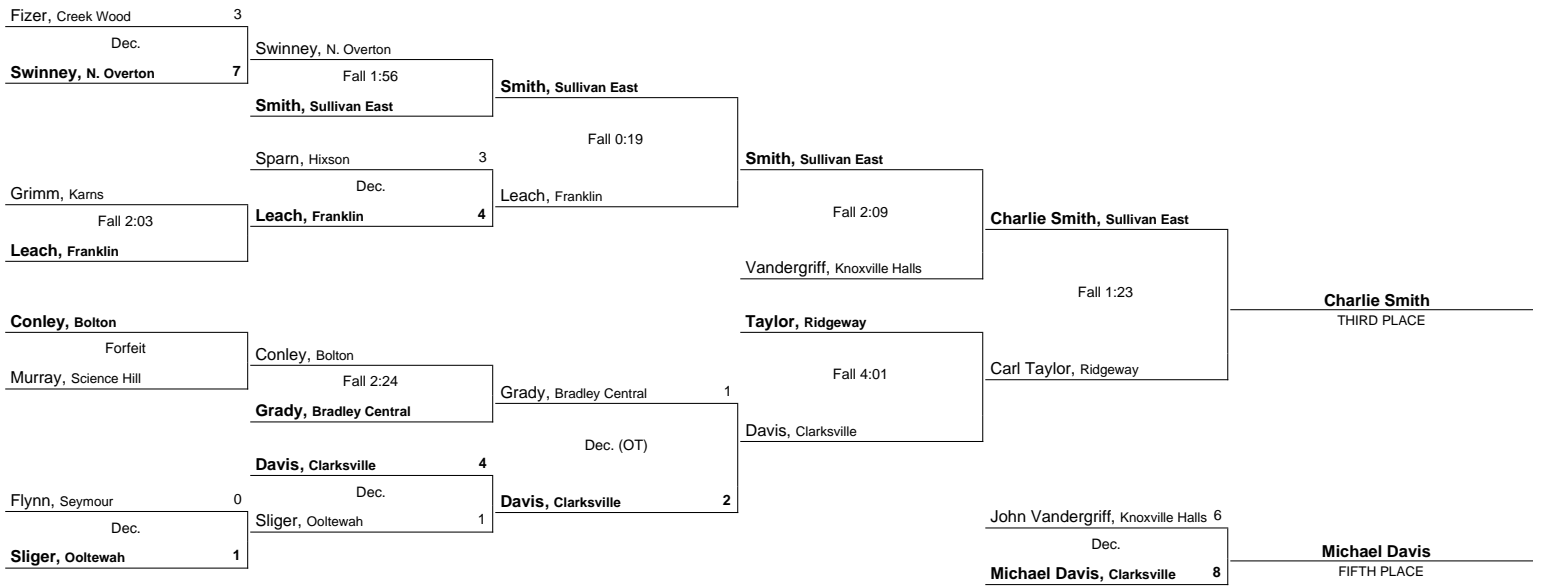 Fizer, Creek Wood 3
Dec.
Swinney, N. Overton 7
Grimm, Karns
Fall 2:03
Leach, Franklin
Conley, Bolton
Forfeit
Murray, Science Hill
Flynn, Seymour 0
Dec.
Sliger, Ooltewah 1
Swinney, N. Overton
Fall 1:56
Smith, Sullivan East
Sparn, Hixson 3
Dec.
Leach, Franklin 4
Conley, Bolton
Fall 2:24
Grady, Bradley Central
Davis, Clarksville 4
Dec.
Sliger, Ooltewah 1
Smith, Sullivan East
Fall 0:19
Leach, Franklin
Grady, Bradley Central 1
Dec. (OT)
Davis, Clarksville 2
Smith, Sullivan East
Fall 2:09
Vandergriff, Knoxville Halls
Taylor, Ridgeway
Fall 4:01
Davis, Clarksville
Charlie Smith, Sullivan East
Fall 1:23
Carl Taylor, Ridgeway
John Vandergriff, Knoxville Halls 6
Dec.
Michael Davis, Clarksville 8
Charlie Smith
THIRD PLACE
Michael Davis
FIFTH PLACE